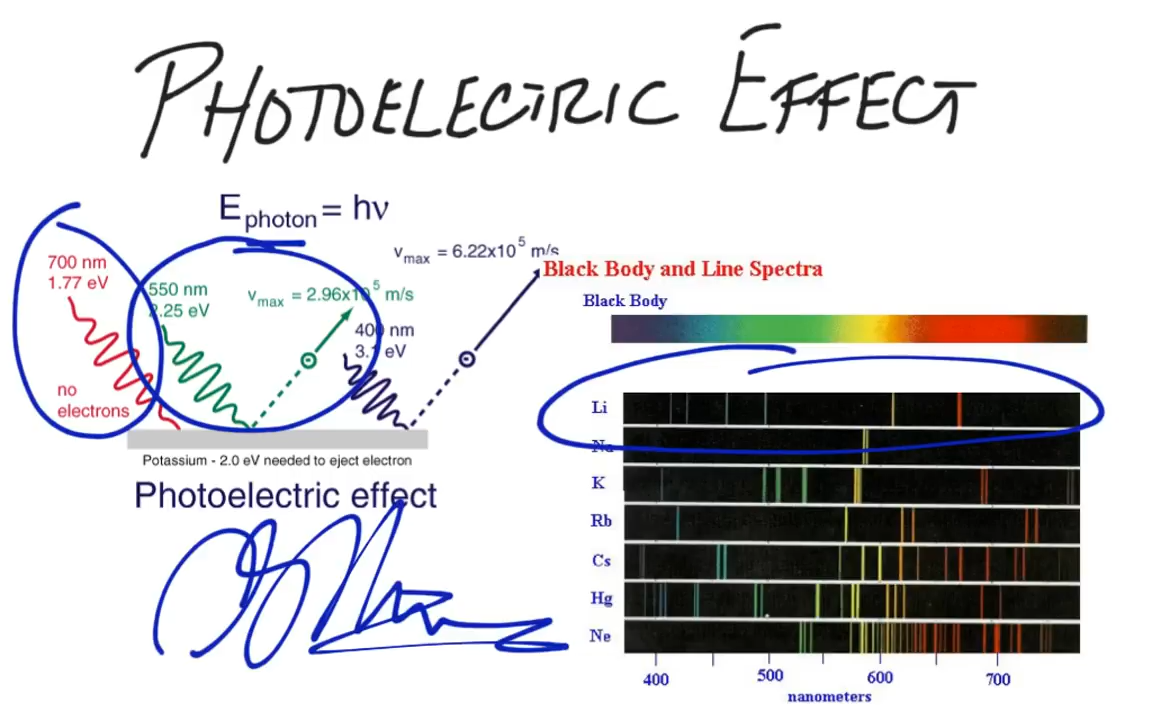 PHOTOELECTRIC EFFECT
E photon = hν
700 nm
1.77 eV
no
electrons
550 nm
2.25 eV
v max = 2.96x10^5 m/s
400 nm
3.1 eV
v max = 6.22x10^5 m/s
Potassium - 2.0 eV needed to eject electron
Photoelectric effect
Black Body and Line Spectra
Black Body
Li
Na
K
Rb
Cs
Hg
Ne
400 500 600 700
nanometers